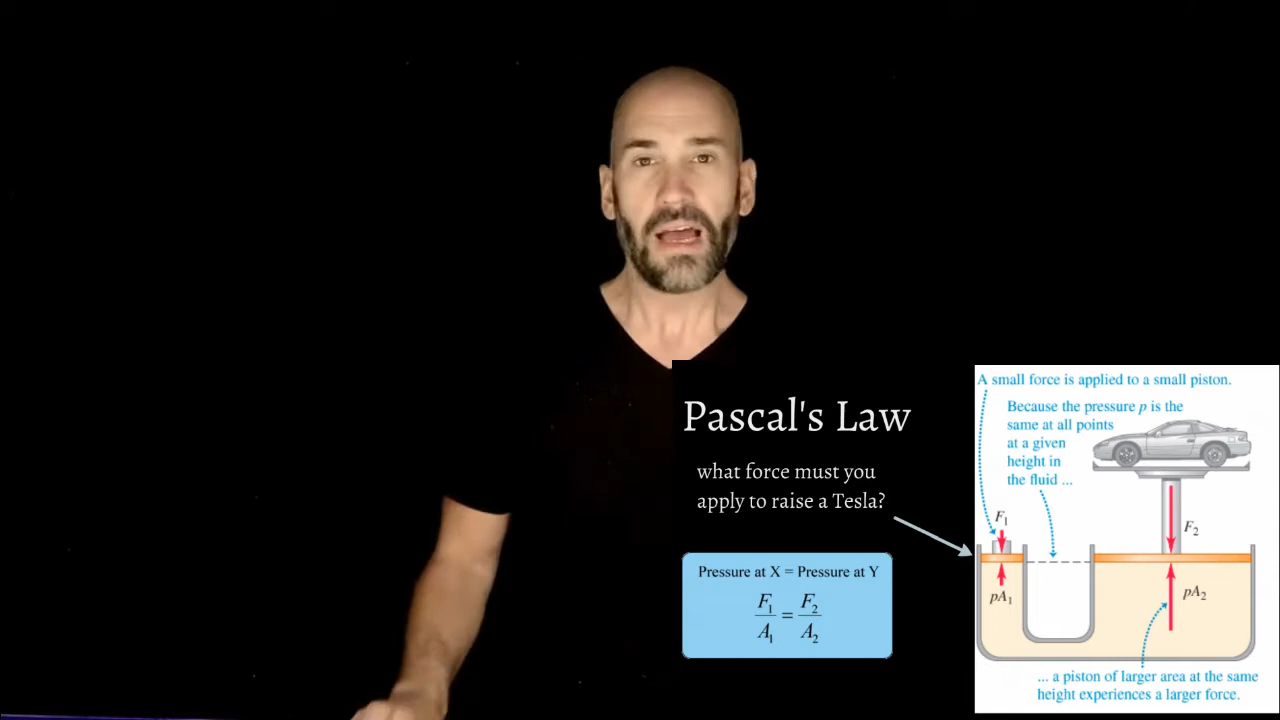 Pascal's Law
what force must you
apply to raise a Tesla?
Pressure at X = Pressure at Y
F₁/A₁ = F₂/A₂
A small force is applied to a small piston.
Because the pressure p is the
same at all points
at a given
height in
the fluid ...
F₁
F₂
pA₁
pA₂
... a piston of larger area at the same
height experiences a larger force.